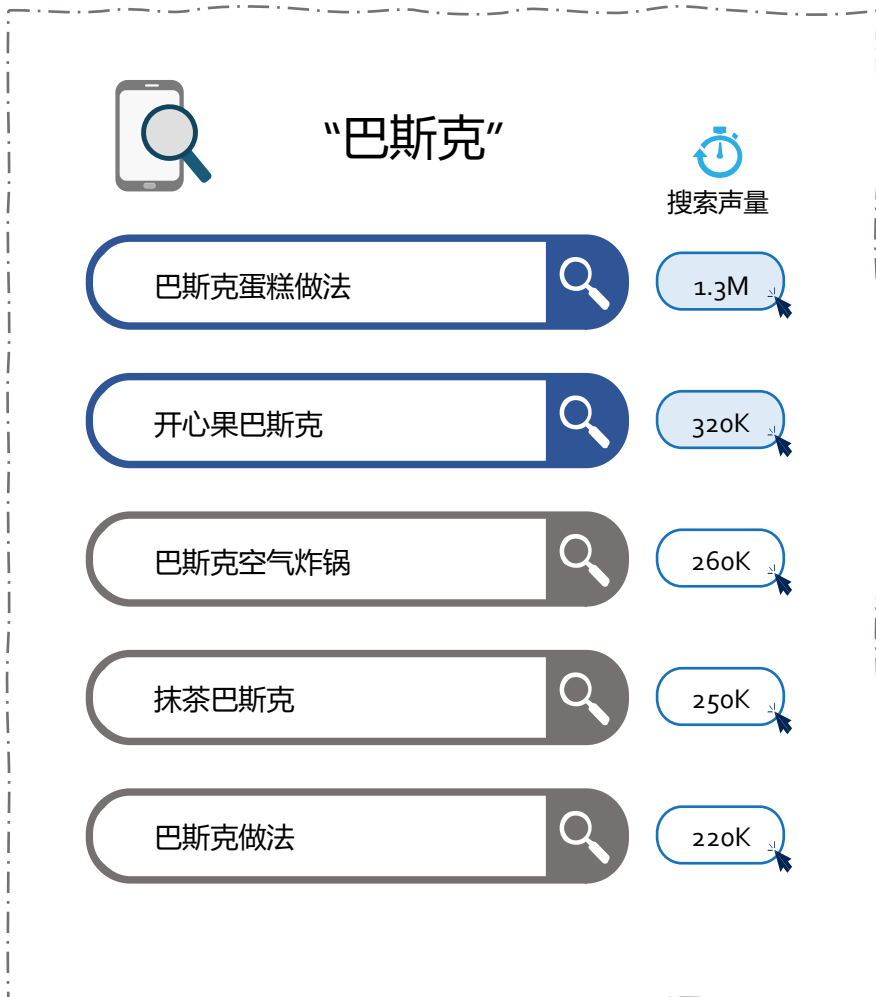 “巴斯克”
搜索声量
巴斯克蛋糕做法
1.3M
开心果巴斯克
320K
巴斯克空气炸锅
260K
抹茶巴斯克
250K
巴斯克做法
220K